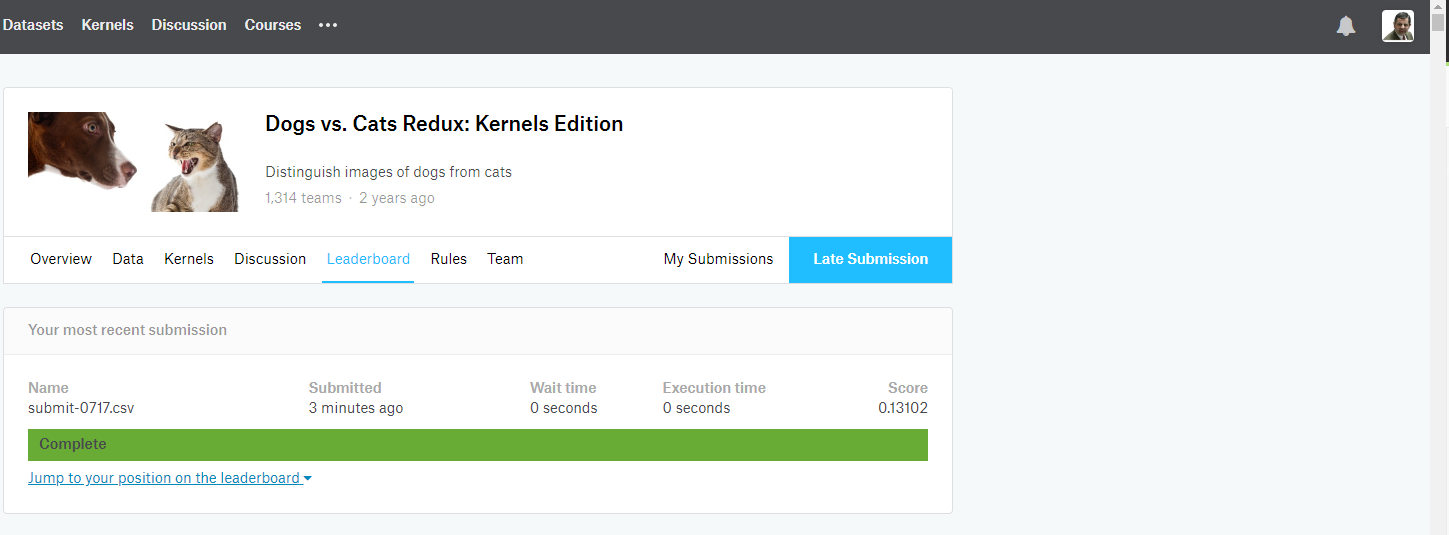 Datasets Kernels Discussion Courses •••
Dogs vs. Cats Redux: Kernels Edition
Distinguish images of dogs from cats
1,314 teams · 2 years ago
Overview Data Kernels Discussion Leaderboard Rules Team My Submissions Late Submission
Your most recent submission
Name Submitted Wait time Execution time Score
submit-0717.csv 3 minutes ago 0 seconds 0 seconds 0.13102
Complete
Jump to your position on the leaderboard